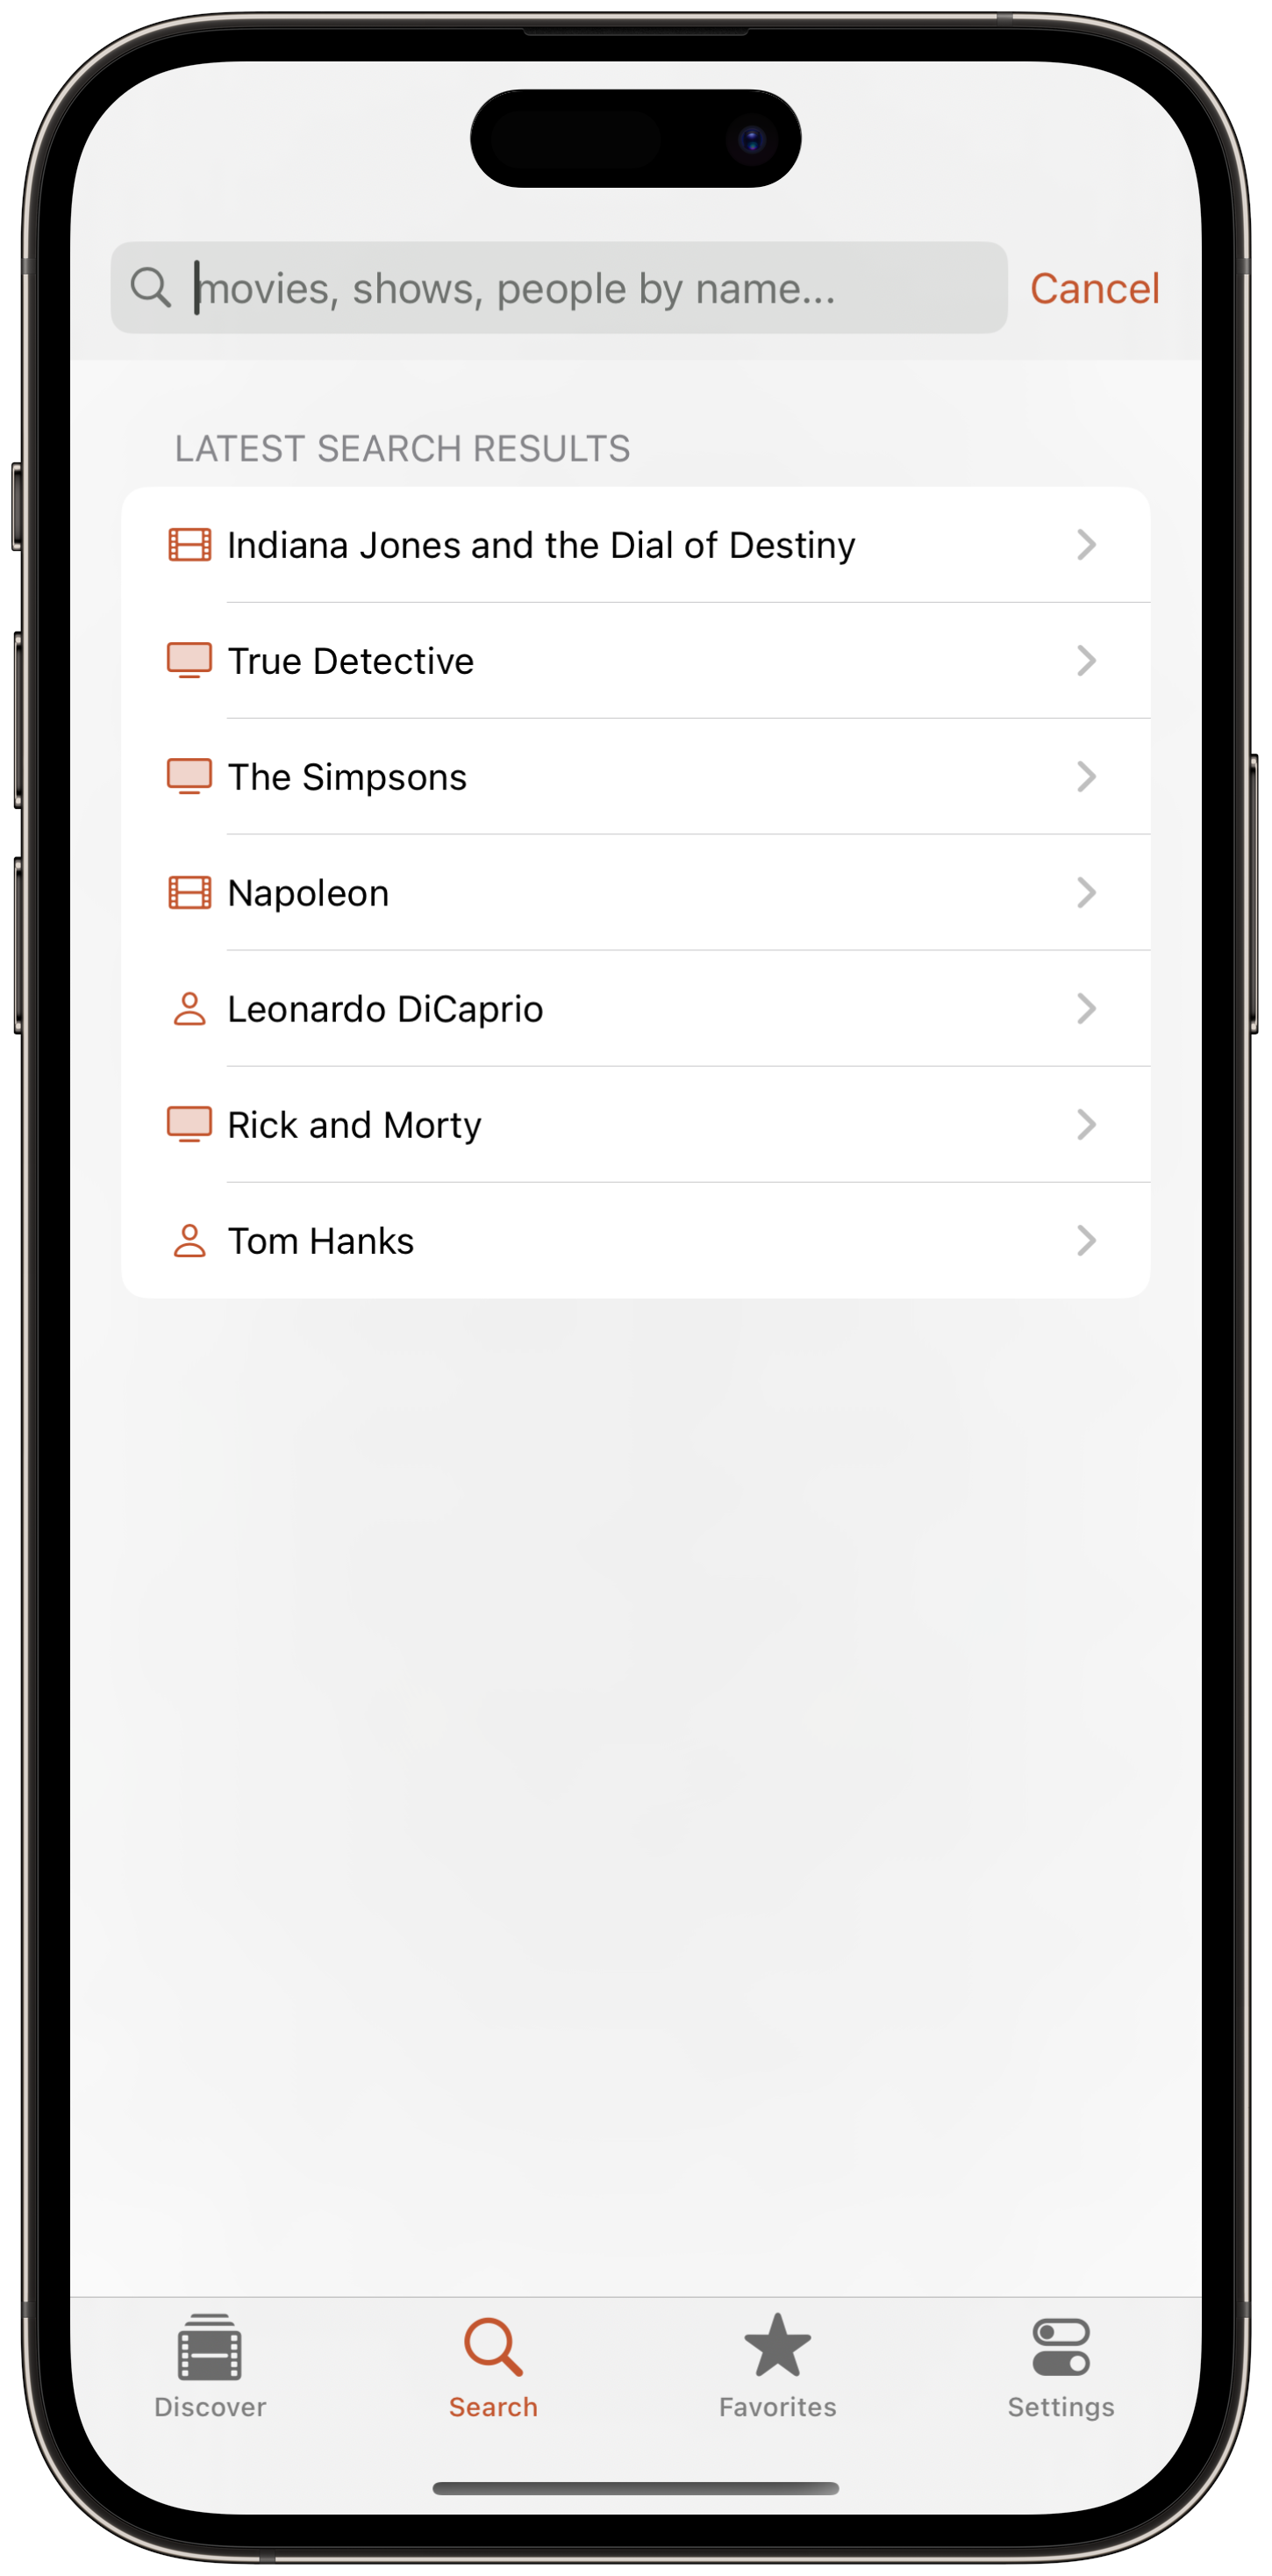 movies, shows, people by name...
Cancel
LATEST SEARCH RESULTS
Indiana Jones and the Dial of Destiny
True Detective
The Simpsons
Napoleon
Leonardo DiCaprio
Rick and Morty
Tom Hanks
Discover
Search
Favorites
Settings